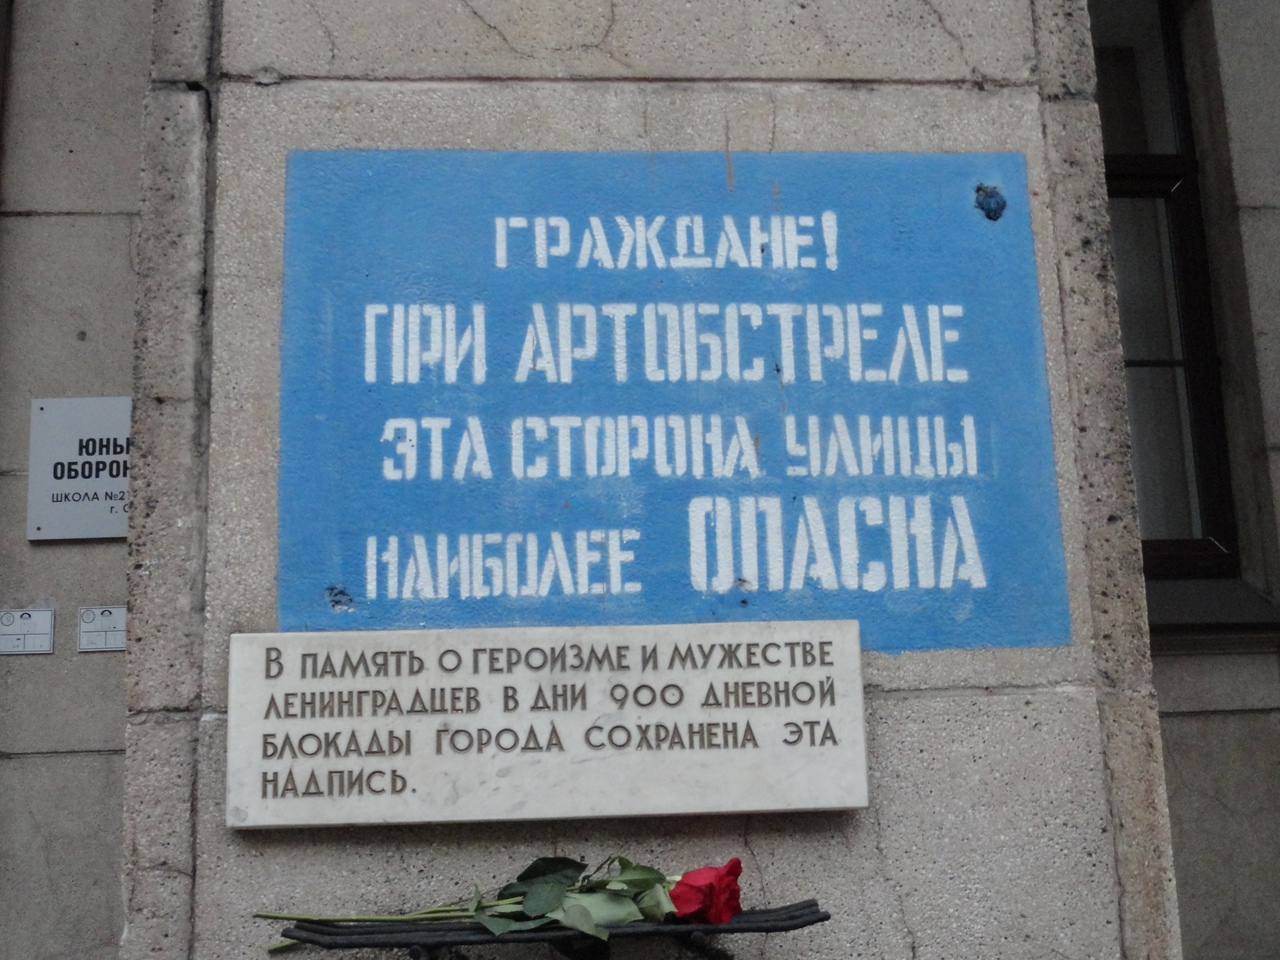 ГРАЖДАНЕ!
ПРИ АРТОБСТРЕЛЕ
ЭТА СТОРОНА УЛИЦЫ
НАИБОЛЕЕ ОПАСНА
В ПАМЯТЬ О ГЕРОИЗМЕ И МУЖЕСТВЕ
ЛЕНИНГРАДЦЕВ В ДНИ 900 ДНЕВНОЙ
БЛОКАДЫ ГОРОДА СОХРАНЕНА ЭТА
НАДПИСЬ.
ШКОЛА
г.